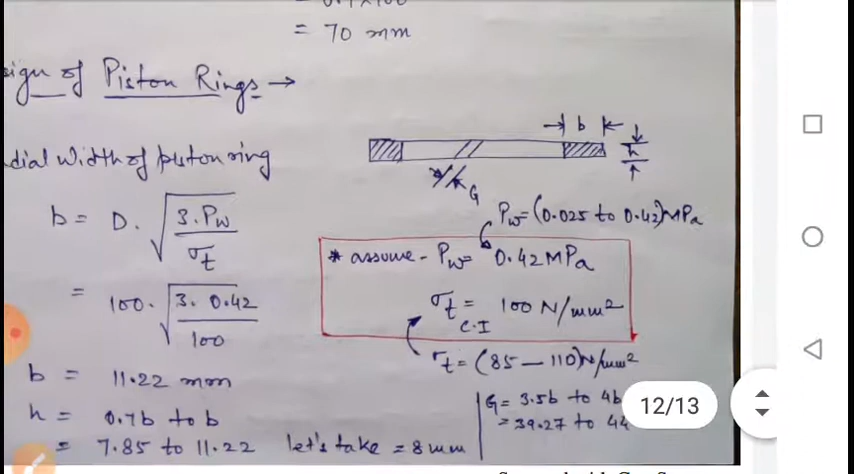 = 70 mm
sign of Piston Rings →
dial width of piston ring
b
h
G
b = D. √(3.Pw / σt)
Pw = (0.025 to 0.42) MPa
* assume - Pw = 0.42 MPa
= 100. √(3. 0.42 / 100)
σt = 100 N/mm²
C.I
σt = (85 — 110) N/mm²
b = 11.22 mm
G = 3.5b to 4b
h = 0.7b to b
= 39.27 to 44
12/13
= 7.85 to 11.22 let's take = 8 mm